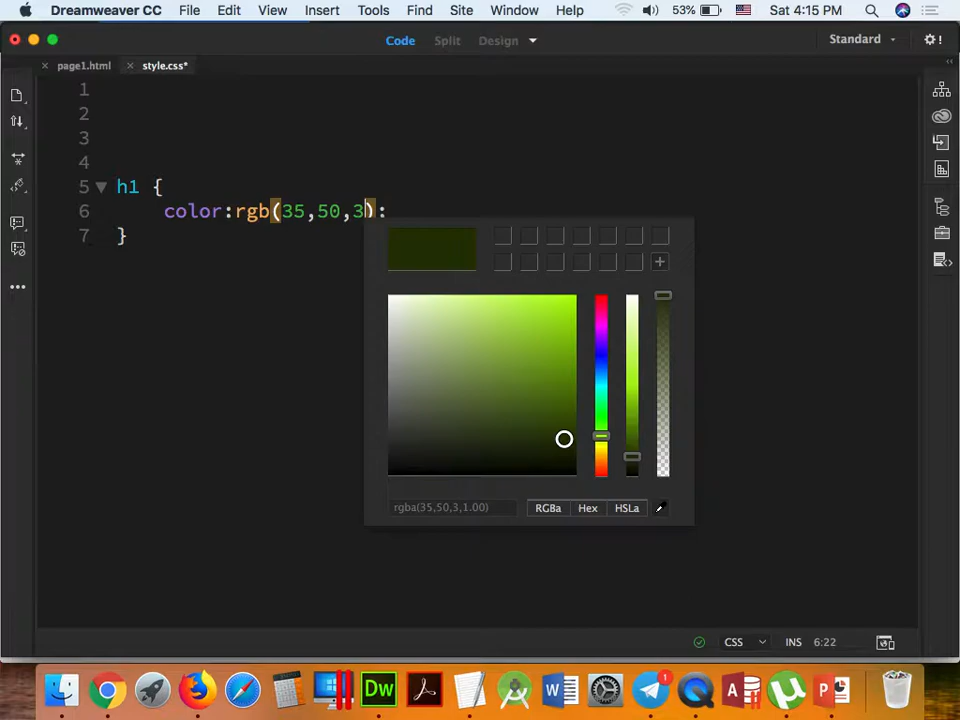 Dreamweaver CC File Edit View Insert Tools Find Site Window Help 53% Sat 4:15 PM
Code Split Design Standard
page1.html style.css*
1
2
3
4
5 h1 {
6 color:rgb(35,50,3);
7 }
rgba(35,50,3,1.00) RGBa Hex HSLa
CSS INS 6:22
Dw 1 W A P